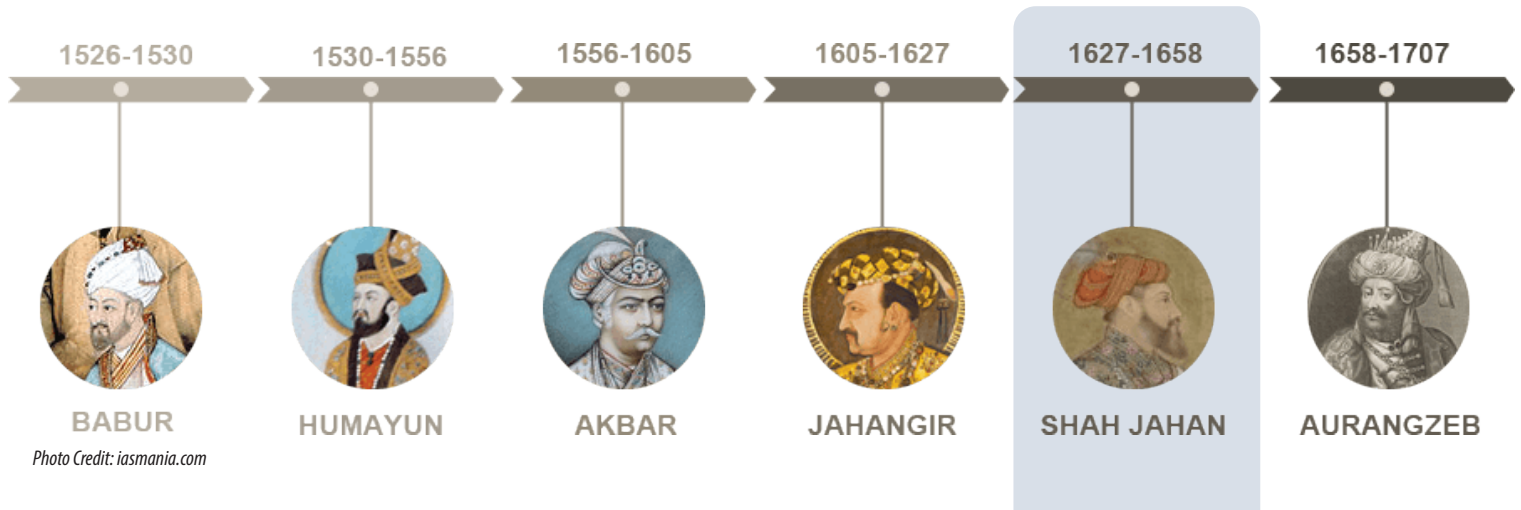 1526-1530
1530-1556
1556-1605
1605-1627
1627-1658
1658-1707
BABUR
HUMAYUN
AKBAR
JAHANGIR
SHAH JAHAN
AURANGZEB
Photo Credit: iasmania.com